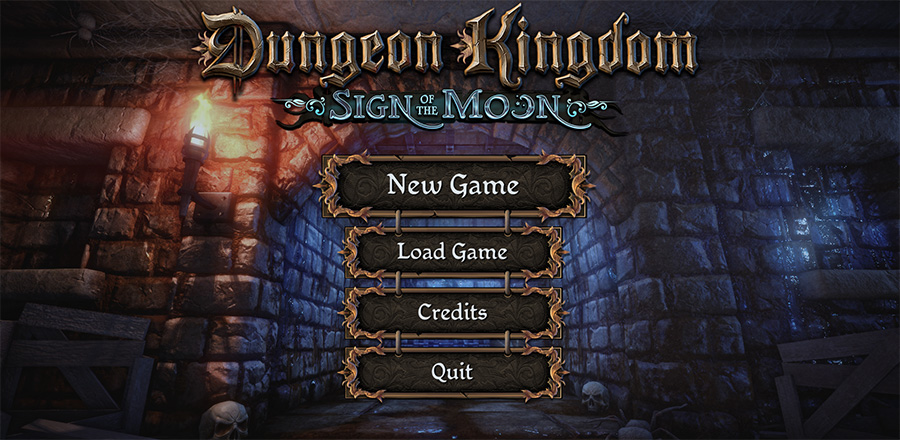 Dungeon Kingdom
Sign of the Moon
New Game
Load Game
Credits
Quit